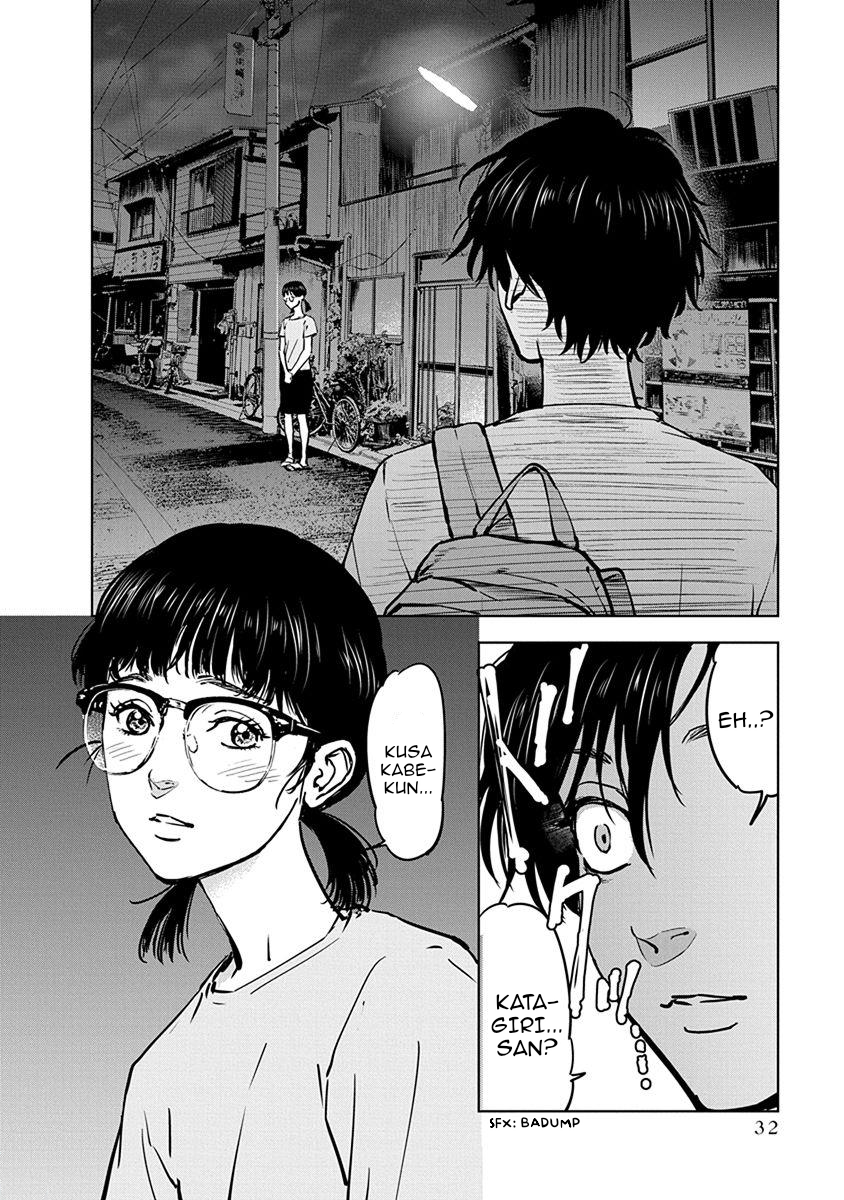 EH..?
KATA-
GIRI...
SAN?
SFX: BADUMP
KUSA
KABE-
KUN...
32